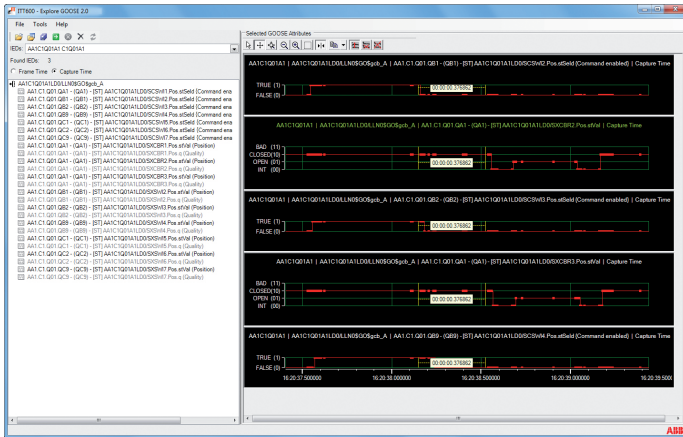 ITT600 - Explore GOOSE 2.0
File Tools Help
IEDs: AA1C1Q01A1 C1Q01A1
Found IEDs: 3
Frame Time Capture Time
AA1C1Q01A1LD0/LLN0$GO$gcb_A
AA1.C1.Q01.QA1 - (QA1) - [ST] AA1C1Q01A1LD0/SCSWI1.Pos.stSeld (Command ena
AA1.C1.Q01.QB1 - (QB1) - [ST] AA1C1Q01A1LD0/SCSWI2.Pos.stSeld (Command ena
AA1.C1.Q01.QB2 - (QB2) - [ST] AA1C1Q01A1LD0/SCSWI3.Pos.stSeld (Command ena
AA1.C1.Q01.QB9 - (QB9) - [ST] AA1C1Q01A1LD0/SCSWI4.Pos.stSeld (Command ena
AA1.C1.Q01.QC1 - (QC1) - [ST] AA1C1Q01A1LD0/SCSWI5.Pos.stSeld (Command ena
AA1.C1.Q01.QC2 - (QC2) - [ST] AA1C1Q01A1LD0/SCSWI6.Pos.stSeld (Command ena
AA1.C1.Q01.QC9 - (QC9) - [ST] AA1C1Q01A1LD0/SCSWI7.Pos.stSeld (Command ena
AA1.C1.Q01.QA1 - (QA1) - [ST] AA1C1Q01A1LD0/SXCBR1.Pos.stVal (Position)
AA1.C1.Q01.QA1 - (QA1) - [ST] AA1C1Q01A1LD0/SXCBR1.Pos.q (Quality)
AA1.C1.Q01.QA1 - (QA1) - [ST] AA1C1Q01A1LD0/SXCBR2.Pos.stVal (Position)
AA1.C1.Q01.QA1 - (QA1) - [ST] AA1C1Q01A1LD0/SXCBR2.Pos.q (Quality)
AA1.C1.Q01.QA1 - (QA1) - [ST] AA1C1Q01A1LD0/SXCBR3.Pos.stVal (Position)
AA1.C1.Q01.QA1 - (QA1) - [ST] AA1C1Q01A1LD0/SXCBR3.Pos.q (Quality)
AA1.C1.Q01.QB1 - (QB1) - [ST] AA1C1Q01A1LD0/SXSWI2.Pos.stVal (Position)
AA1.C1.Q01.QB1 - (QB1) - [ST] AA1C1Q01A1LD0/SXSWI2.Pos.q (Quality)
AA1.C1.Q01.QB2 - (QB2) - [ST] AA1C1Q01A1LD0/SXSWI3.Pos.stVal (Position)
AA1.C1.Q01.QB2 - (QB2) - [ST] AA1C1Q01A1LD0/SXSWI3.Pos.q (Quality)
AA1.C1.Q01.QB9 - (QB9) - [ST] AA1C1Q01A1LD0/SXSWI4.Pos.stVal (Position)
AA1.C1.Q01.QB9 - (QB9) - [ST] AA1C1Q01A1LD0/SXSWI4.Pos.q (Quality)
AA1.C1.Q01.QC1 - (QC1) - [ST] AA1C1Q01A1LD0/SXSWI5.Pos.stVal (Position)
AA1.C1.Q01.QC1 - (QC1) - [ST] AA1C1Q01A1LD0/SXSWI5.Pos.q (Quality)
AA1.C1.Q01.QC2 - (QC2) - [ST] AA1C1Q01A1LD0/SXSWI6.Pos.stVal (Position)
AA1.C1.Q01.QC2 - (QC2) - [ST] AA1C1Q01A1LD0/SXSWI6.Pos.q (Quality)
AA1.C1.Q01.QC9 - (QC9) - [ST] AA1C1Q01A1LD0/SXSWI7.Pos.stVal (Position)
AA1.C1.Q01.QC9 - (QC9) - [ST] AA1C1Q01A1LD0/SXSWI7.Pos.q (Quality)
Selected GOOSE Attributes
AA1C1Q01A1 | AA1C1Q01A1LD0/LLN0$GO$gcb_A | AA1.C1.Q01.QB1 - (QB1) - [ST] AA1C1Q01A1LD0/SCSWI2.Pos.stSeld (Command enabled) | Capture Time
TRUE (1)
00:00:00.376862
FALSE (0)
AA1C1Q01A1 | AA1C1Q01A1LD0/LLN0$GO$gcb_A | AA1.C1.Q01.QA1 - (QA1) - [ST] AA1C1Q01A1LD0/SXCBR2.Pos.stVal | Capture Time
BAD (11)
CLOSED(10)
OPEN (01)
00:00:00.376862
INT (00)
AA1C1Q01A1 | AA1C1Q01A1LD0/LLN0$GO$gcb_A | AA1.C1.Q01.QB2 - (QB2) - [ST] AA1C1Q01A1LD0/SCSWI3.Pos.stSeld (Command enabled) | Capture Time
TRUE (1)
00:00:00.376862
FALSE (0)
AA1C1Q01A1 | AA1C1Q01A1LD0/LLN0$GO$gcb_A | AA1.C1.Q01.QA1 - (QA1) - [ST] AA1C1Q01A1LD0/SXCBR3.Pos.stVal | Capture Time
BAD (11)
CLOSED(10)
OPEN (01)
00:00:00.376862
INT (00)
AA1C1Q01A1 | AA1C1Q01A1LD0/LLN0$GO$gcb_A | AA1.C1.Q01.QB9 - (QB9) - [ST] AA1C1Q01A1LD0/SCSWI4.Pos.stSeld (Command enabled) | Capture Time
TRUE (1)
00:00:00.376862
FALSE (0)
16:20:37.500000 16:20:38.000000 16:20:38.500000 16:20:39.000000 16:20:39.5000
ABB